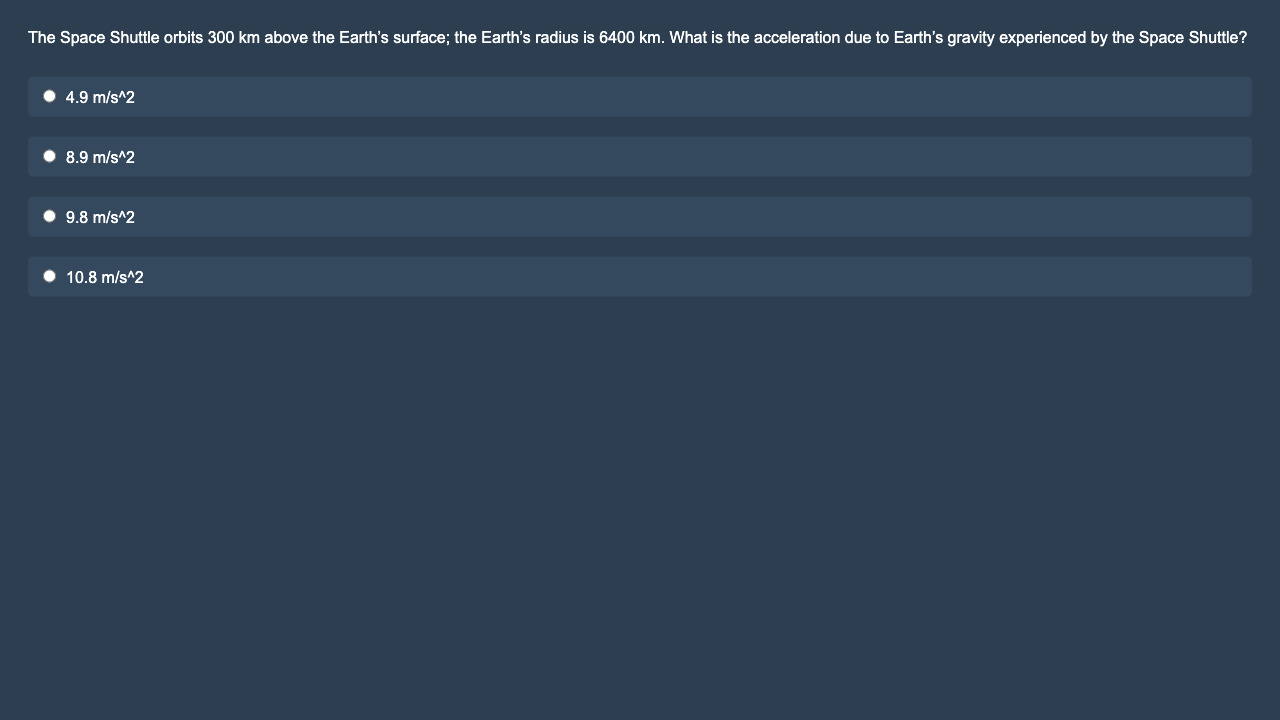 The Space Shuttle orbits 300 km above the Earth’s surface; the Earth’s radius is 6400 km. What is the acceleration due to Earth’s gravity experienced by the Space Shuttle?
4.9 m/s^2
8.9 m/s^2
9.8 m/s^2
10.8 m/s^2